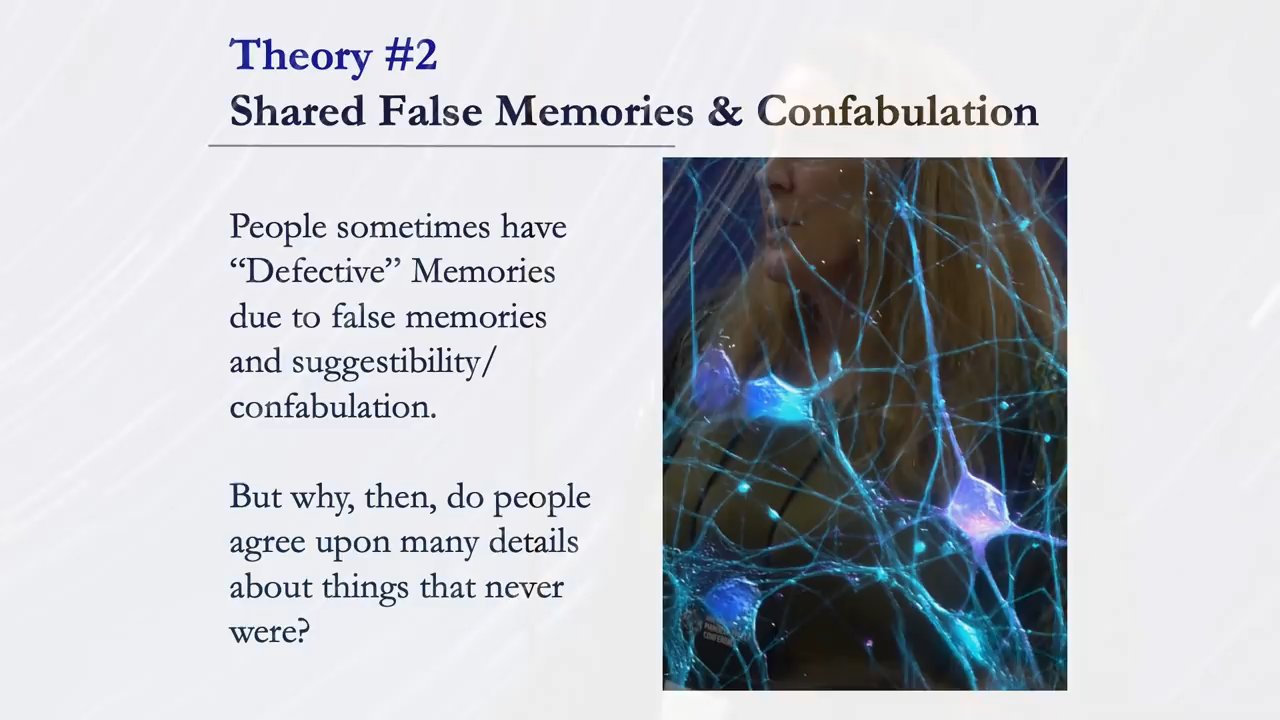 Theory #2
Shared False Memories & Confabulation
People sometimes have
“Defective” Memories
due to false memories
and suggestibility/
confabulation.
But why, then, do people
agree upon many details
about things that never
were?